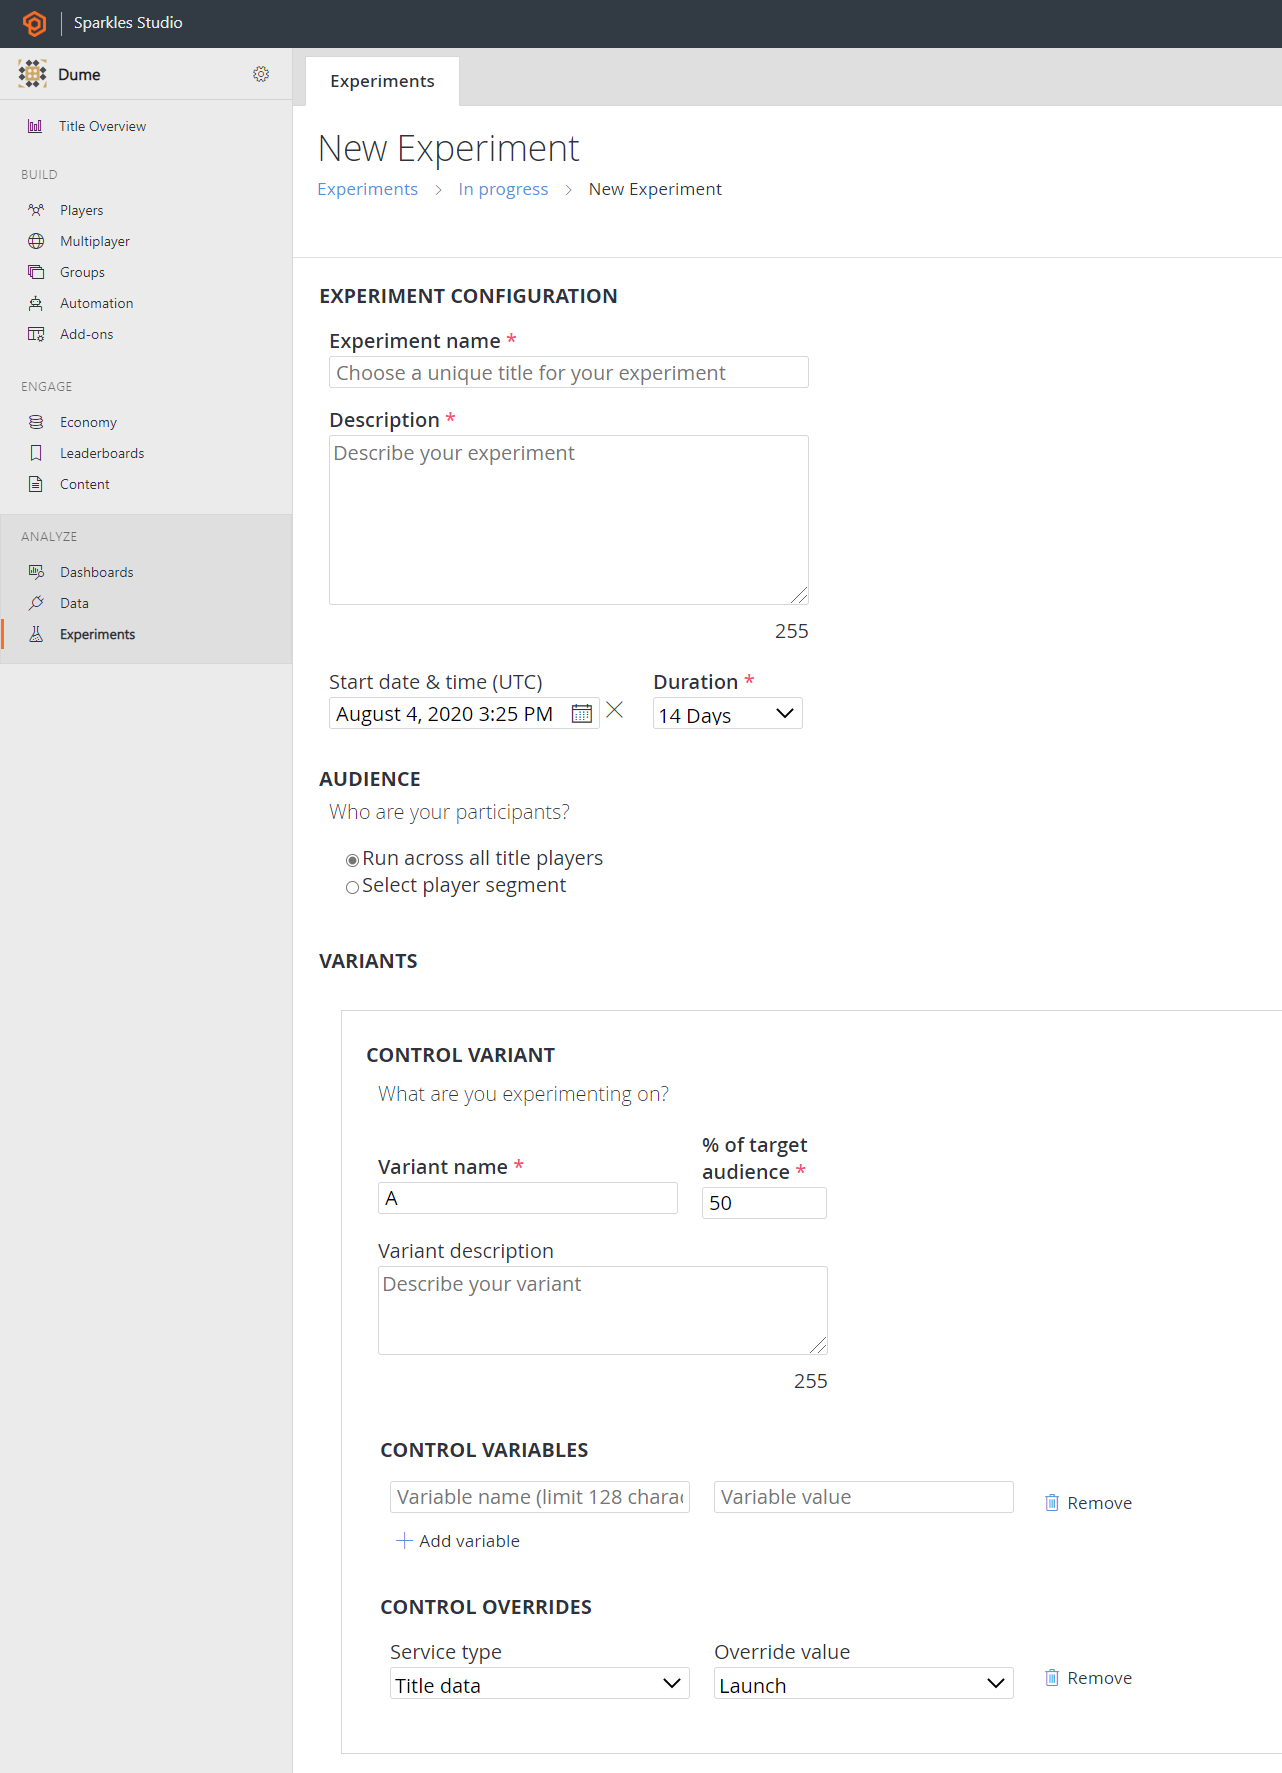 Sparkles Studio
Dume
Title Overview
BUILD
Players
Multiplayer
Groups
Automation
Add-ons
ENGAGE
Economy
Leaderboards
Content
ANALYZE
Dashboards
Data
Experiments
Experiments
New Experiment
Experiments > In progress > New Experiment
EXPERIMENT CONFIGURATION
Experiment name *
Choose a unique title for your experiment
Description *
Describe your experiment
255
Start date & time (UTC) Duration *
August 4, 2020 3:25 PM 14 Days
AUDIENCE
Who are your participants?
Run across all title players
Select player segment
VARIANTS
CONTROL VARIANT
What are you experimenting on?
% of target
Variant name * audience *
A 50
Variant description
Describe your variant
255
CONTROL VARIABLES
Variable name (limit 128 charac Variable value Remove
Add variable
CONTROL OVERRIDES
Service type Override value
Title data Launch Remove